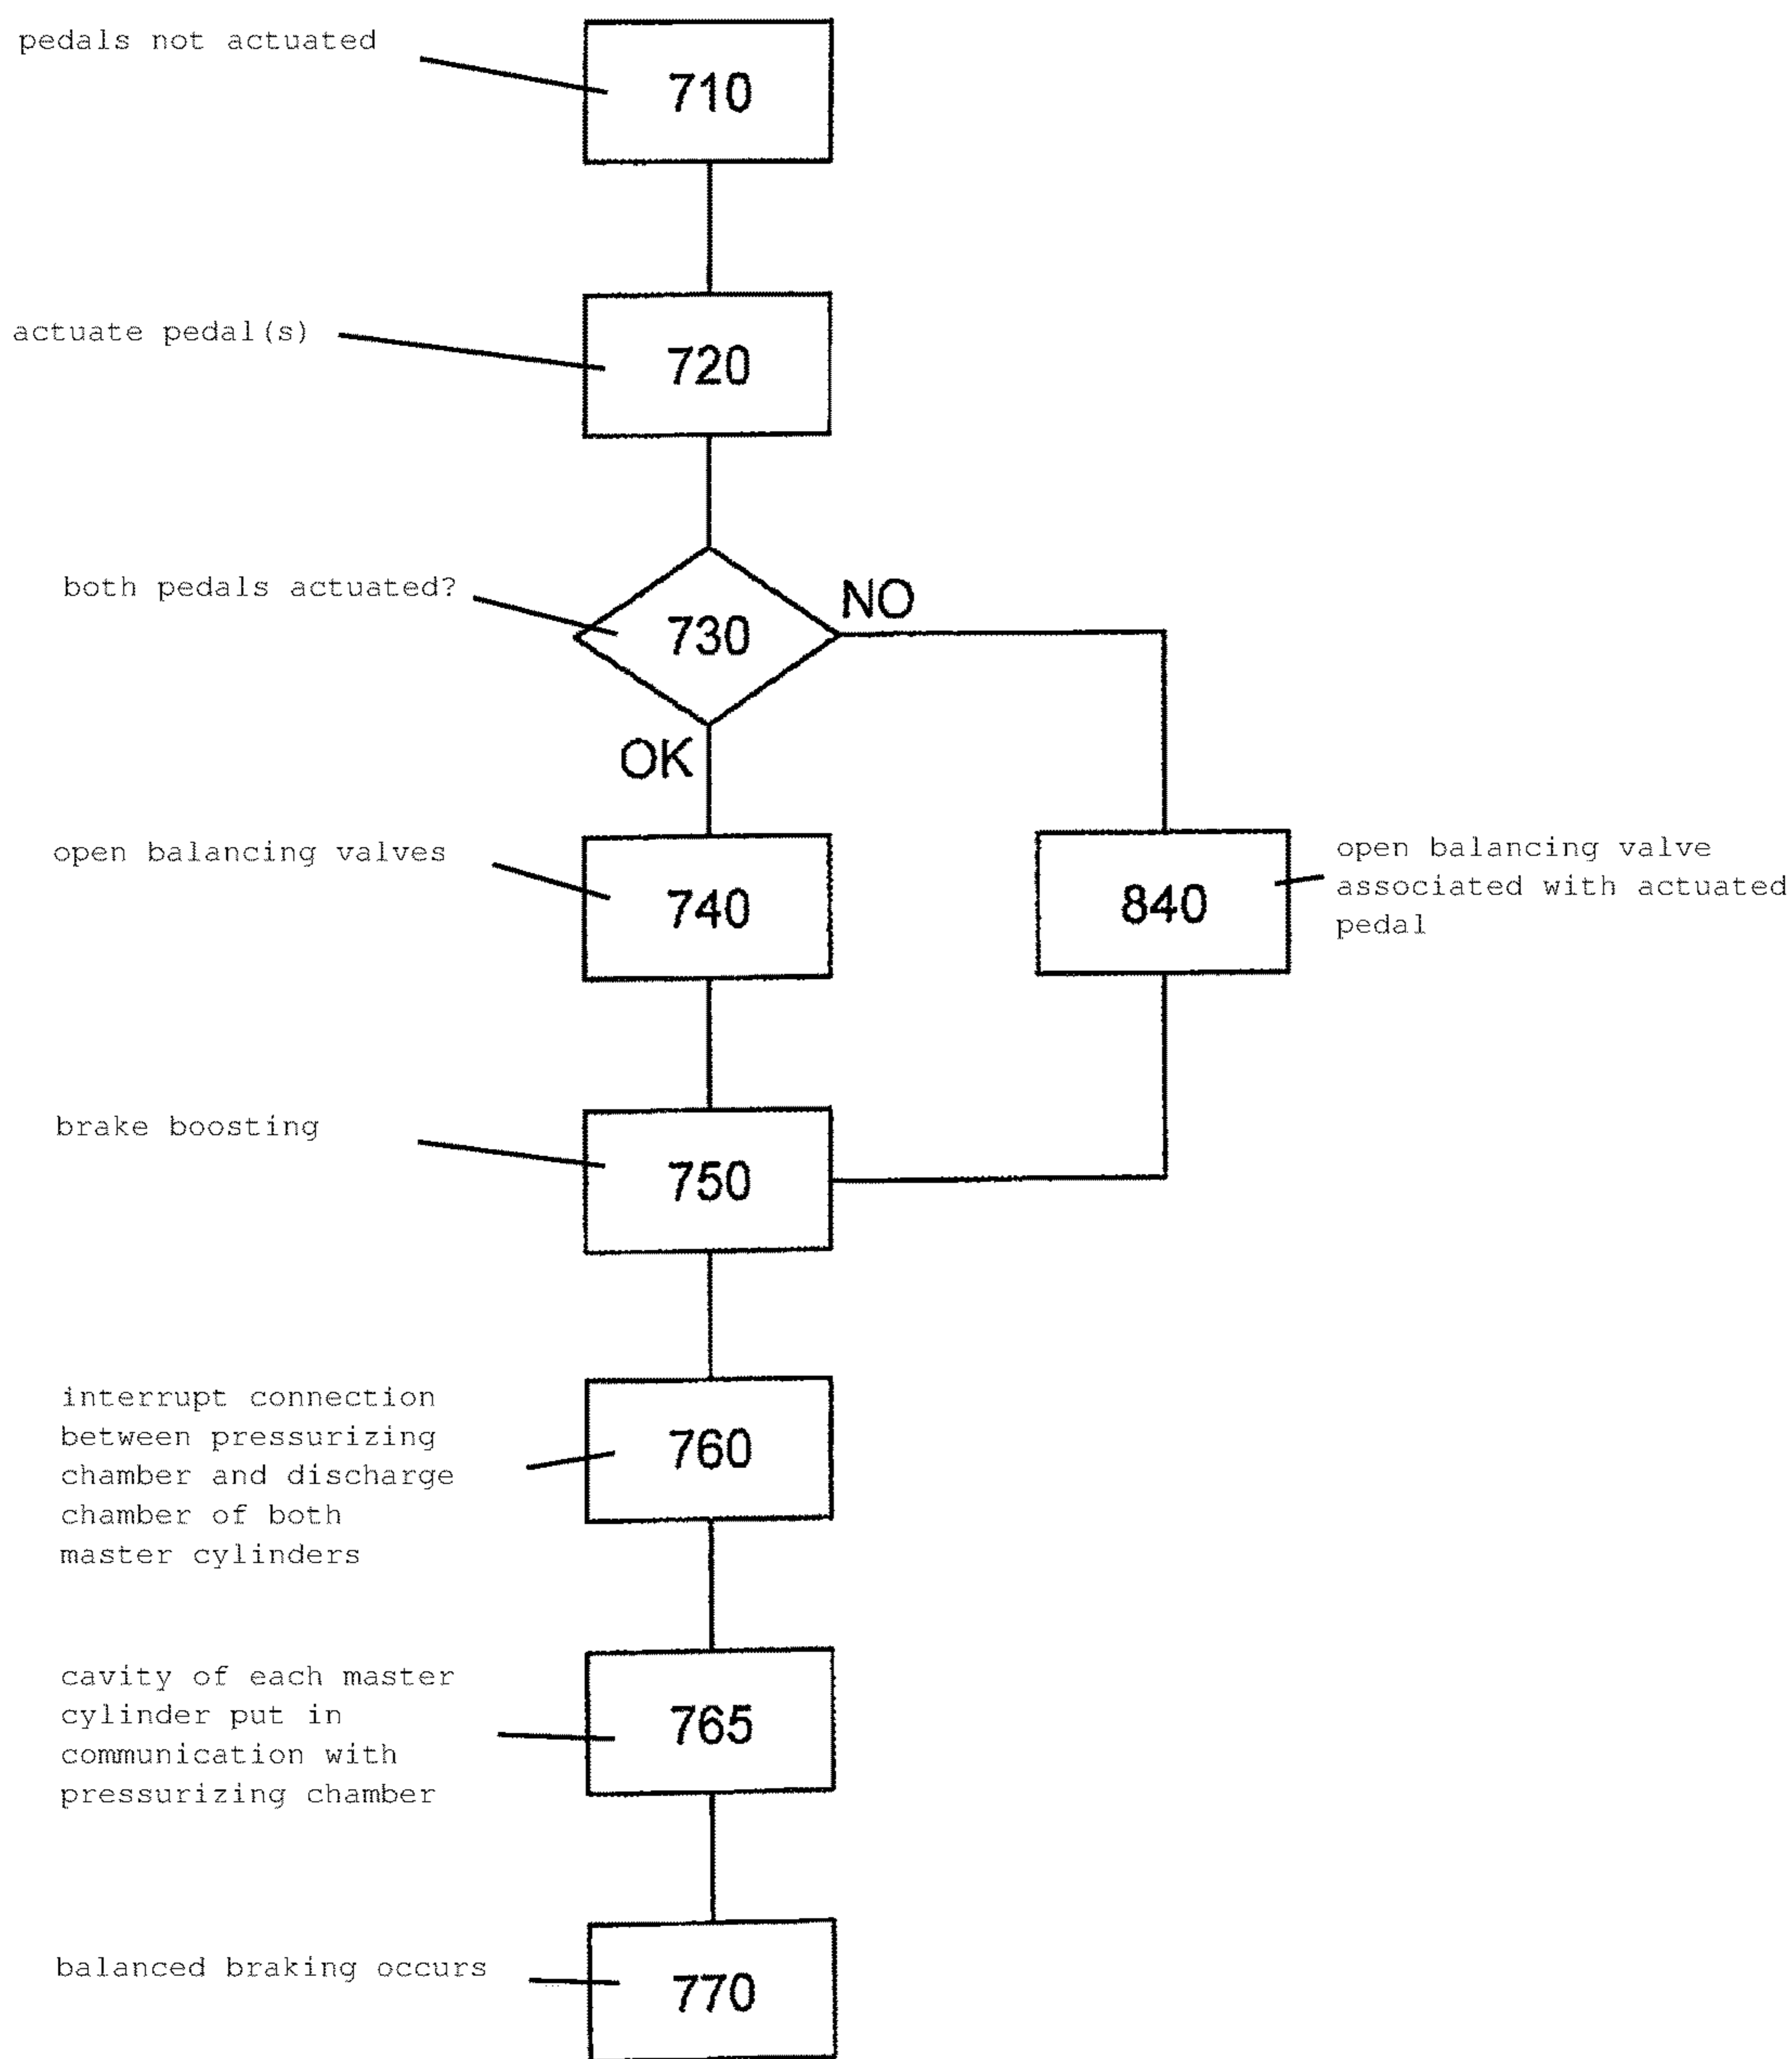 pedals not actuated
710
actuate pedal(s)
720
both pedals actuated?
730
NO
OK
open balancing valves
740
840
open balancing valve
associated with actuated
pedal
brake boosting
750
interrupt connection
between pressurizing
chamber and discharge
chamber of both
master cylinders
760
cavity of each master
cylinder put in
communication with
pressurizing chamber
765
balanced braking occurs
770